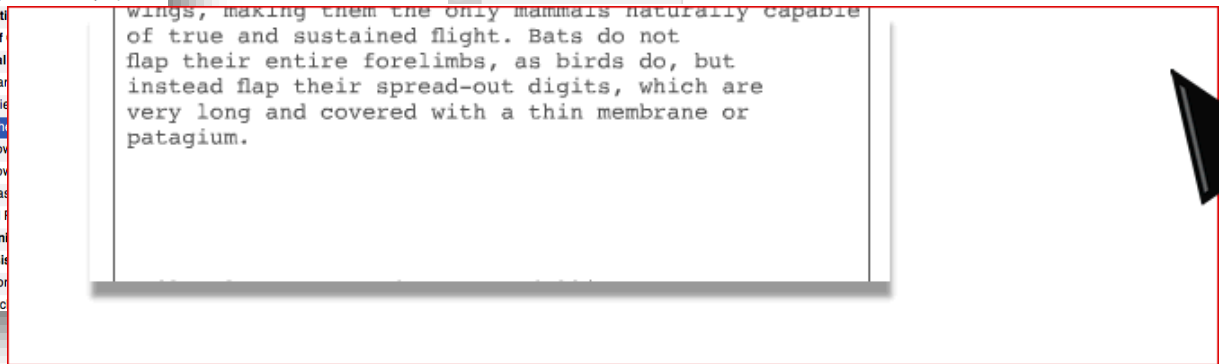 wings, making them the only mammals naturally capable
of true and sustained flight. Bats do not
flap their entire forelimbs, as birds do, but
instead flap their spread-out digits, which are
very long and covered with a thin membrane or
patagium.